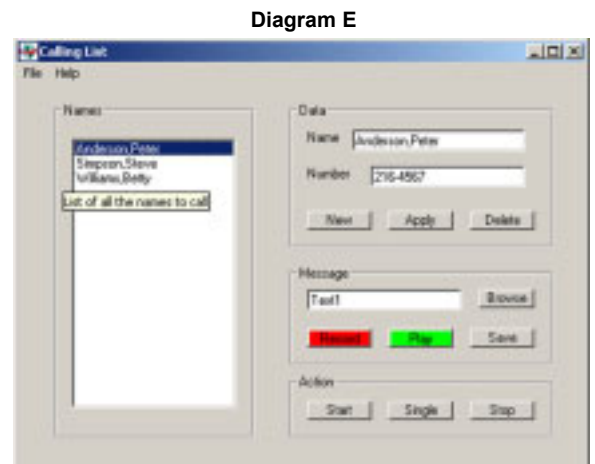 Diagram E
Calling List
File Help
Names
Anderson,Peter
Simpson,Steve
Williams,Betty
List of all the names to call
Data
Name Anderson,Peter
Number 216-4567
New Apply Delete
Message
Text1 Browse
Record Play Save
Action
Start Single Stop